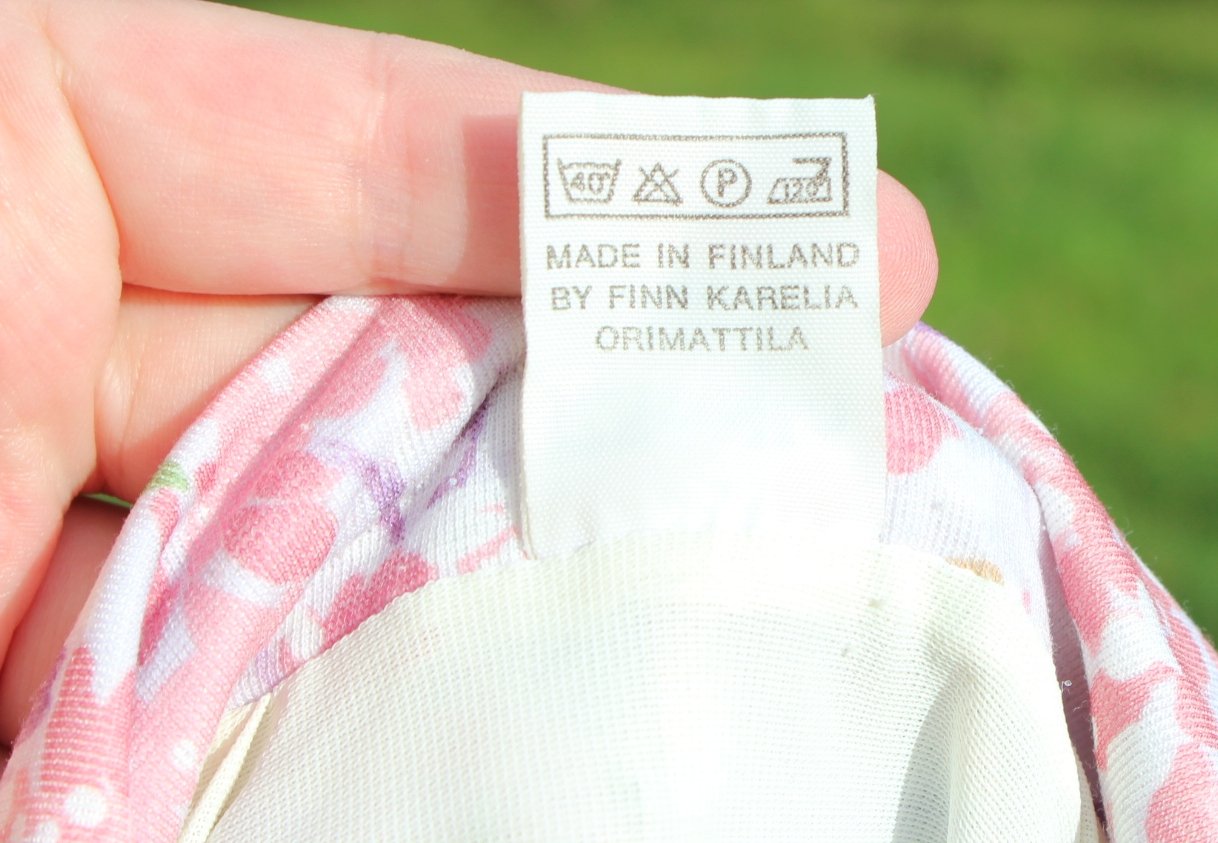 40° P 120°
MADE IN FINLAND
BY FINN KARELIA
ORIMATTILA